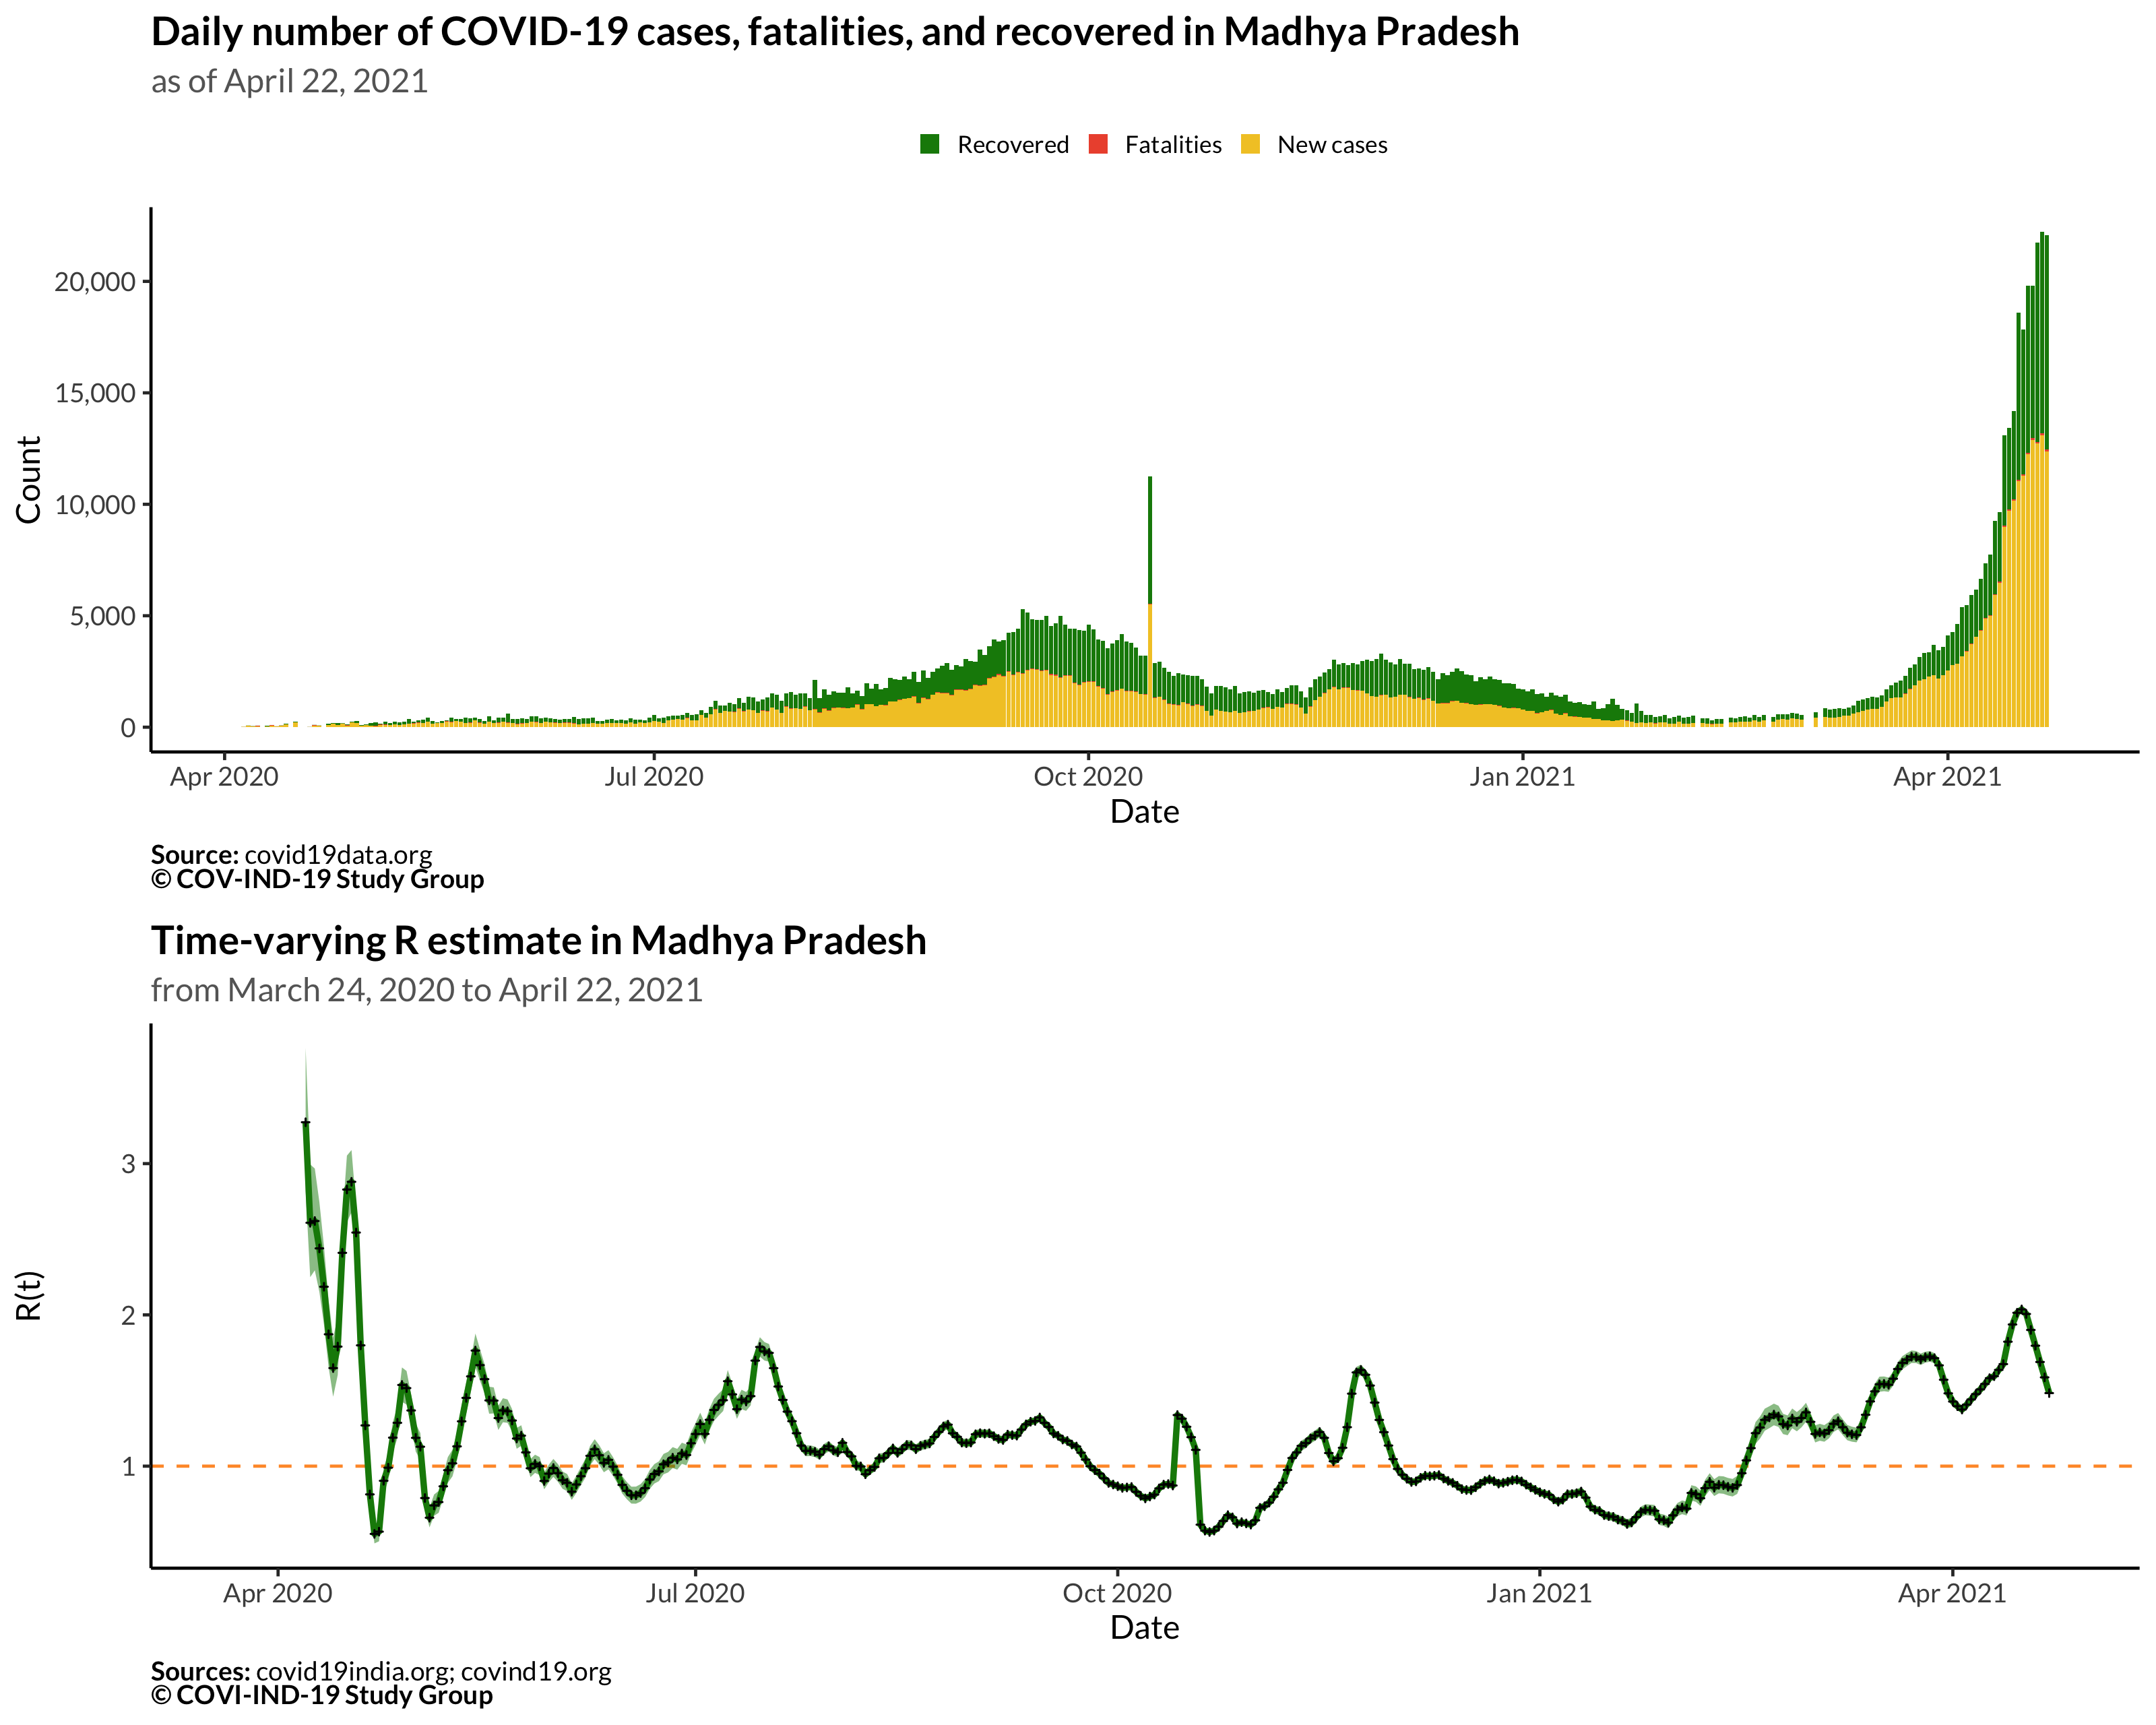 Daily number of COVID-19 cases, fatalities, and recovered in Madhya Pradesh
as of April 22, 2021
Recovered Fatalities New cases
Count
20,000
15,000
10,000
5,000
0
Apr 2020 Jul 2020 Oct 2020 Jan 2021 Apr 2021
Date
Source: covid19data.org
© COV-IND-19 Study Group
Time-varying R estimate in Madhya Pradesh
from March 24, 2020 to April 22, 2021
R(t)
3
2
1
Apr 2020 Jul 2020 Oct 2020 Jan 2021 Apr 2021
Date
Sources: covid19india.org; covind19.org
© COVI-IND-19 Study Group